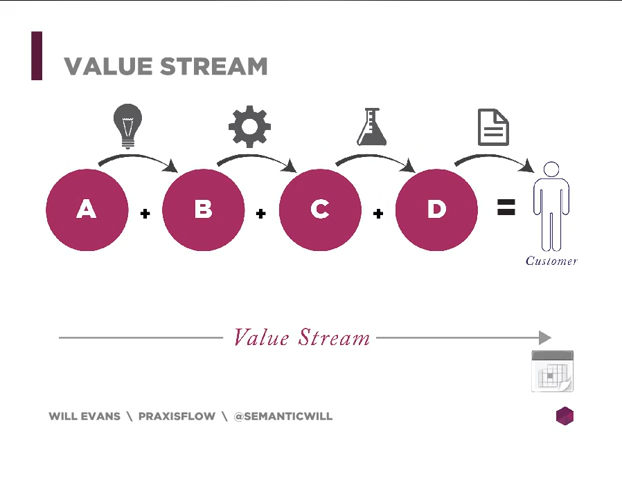 VALUE STREAM
A + B + C + D =
Customer
Value Stream
WILL EVANS \ PRAXISFLOW \ @SEMANTICWILL